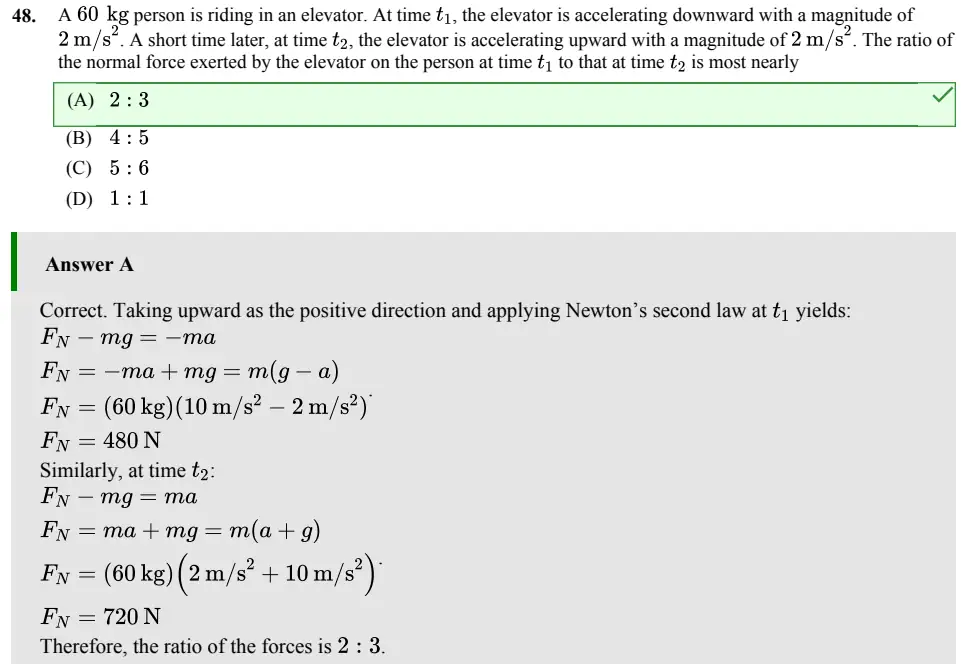 48. A 60 kg person is riding in an elevator. At time t₁, the elevator is accelerating downward with a magnitude of
2 m/s². A short time later, at time t₂, the elevator is accelerating upward with a magnitude of 2 m/s². The ratio of
the normal force exerted by the elevator on the person at time t₁ to that at time t₂ is most nearly
(A) 2 : 3 ✓
(B) 4 : 5
(C) 5 : 6
(D) 1 : 1
Answer A
Correct. Taking upward as the positive direction and applying Newton's second law at t₁ yields:
F_N − mg = −ma
F_N = −ma + mg = m(g − a)
F_N = (60 kg)(10 m/s² − 2 m/s²).
F_N = 480 N
Similarly, at time t₂:
F_N − mg = ma
F_N = ma + mg = m(a + g)
F_N = (60 kg)(2 m/s² + 10 m/s²).
F_N = 720 N
Therefore, the ratio of the forces is 2 : 3.